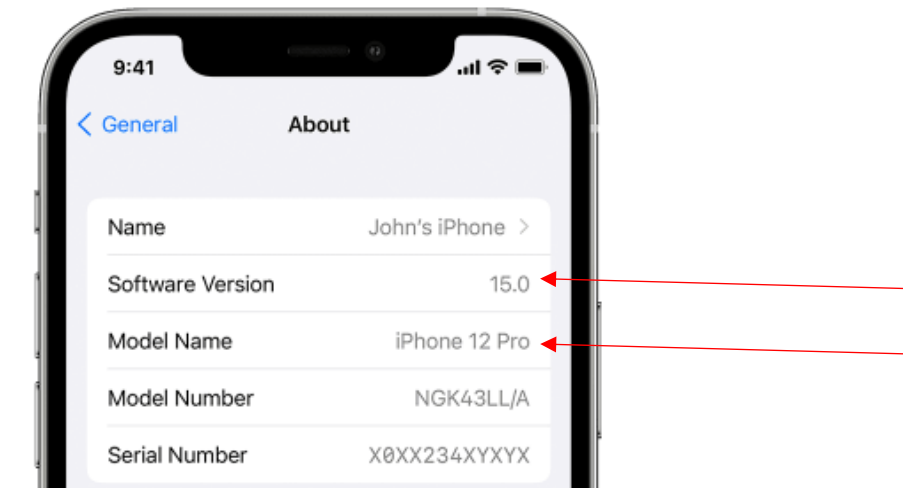 9:41
General About
Name John's iPhone
Software Version 15.0
Model Name iPhone 12 Pro
Model Number NGK43LL/A
Serial Number X0XX234XYXYX